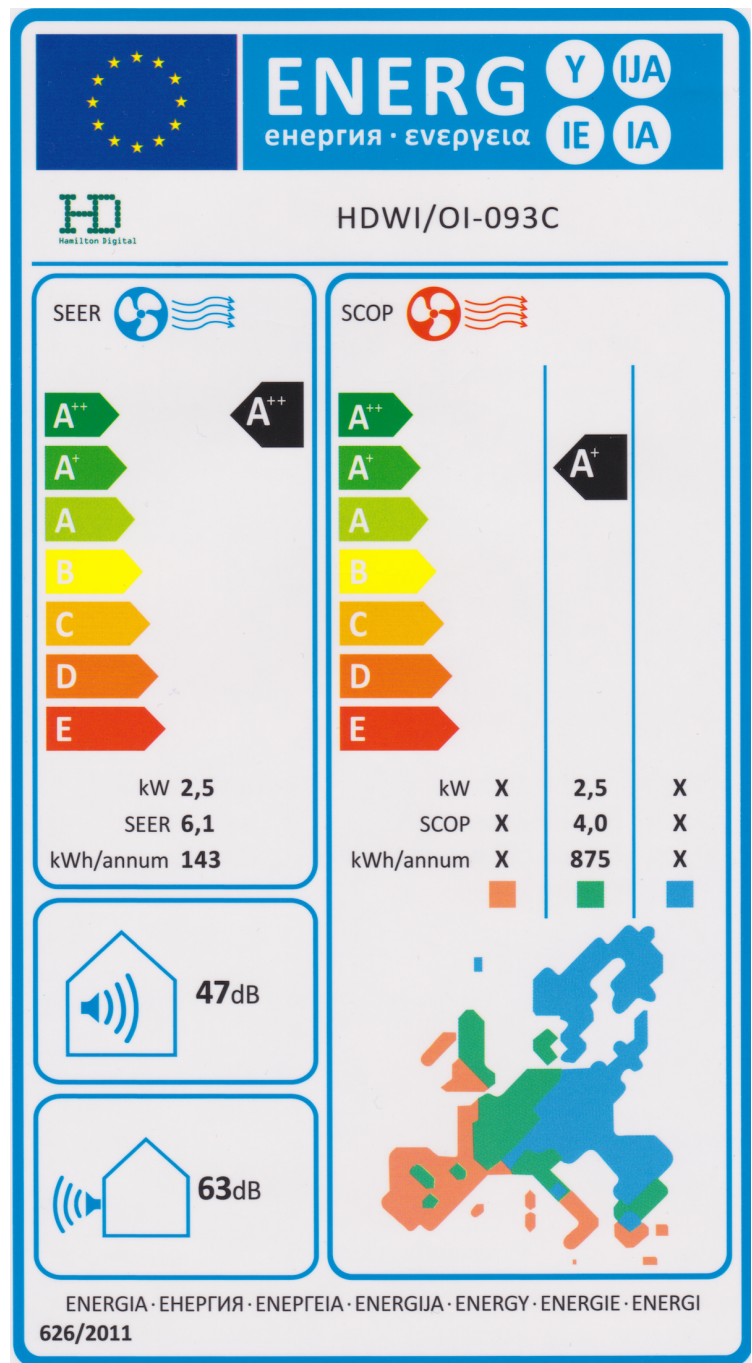 ENERG
Y IJA
IE IA
енергия · ενεργεια
HD
Hamilton Digital
HDWI/OI-093C
SEER
A++
A++
A+
A
B
C
D
E
kW 2,5
SEER 6,1
kWh/annum 143
SCOP
A++
A+
A+
A
B
C
D
E
kW X 2,5 X
SCOP X 4,0 X
kWh/annum X 875 X
47dB
63dB
ENERGIA · ЕНЕРГИЯ · ΕΝΕΡΓΕΙΑ · ENERGIJA · ENERGY · ENERGIE · ENERGI
626/2011